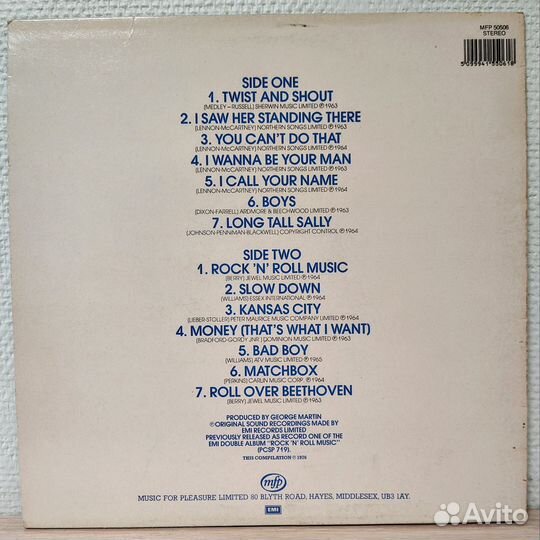 MFP 50506
STEREO
5 099941 550618
SIDE ONE
1. TWIST AND SHOUT
(MEDLEY – RUSSELL) SHERWIN MUSIC LIMITED ℗ 1963
2. I SAW HER STANDING THERE
(LENNON-McCARTNEY) NORTHERN SONGS LIMITED ℗ 1963
3. YOU CAN'T DO THAT
(LENNON-McCARTNEY) NORTHERN SONGS LIMITED ℗ 1964
4. I WANNA BE YOUR MAN
(LENNON-McCARTNEY) NORTHERN SONGS LIMITED ℗ 1963
5. I CALL YOUR NAME
(LENNON-McCARTNEY) NORTHERN SONGS LIMITED ℗ 1964
6. BOYS
(DIXON-FARRELL) ARDMORE & BEECHWOOD LIMITED ℗ 1963
7. LONG TALL SALLY
(JOHNSON-PENNIMAN-BLACKWELL) COPYRIGHT CONTROL ℗ 1964
SIDE TWO
1. ROCK 'N' ROLL MUSIC
(BERRY) JEWEL MUSIC LIMITED ℗ 1964
2. SLOW DOWN
(WILLIAMS) ESSEX INTERNATIONAL ℗ 1964
3. KANSAS CITY
(LIEBER-STOLLER) PETER MAURICE MUSIC COMPANY LIMITED ℗ 1964
4. MONEY (THAT'S WHAT I WANT)
(BRADFORD-GORDY JNR.) DOMINION MUSIC LIMITED ℗ 1963
5. BAD BOY
(WILLIAMS) ATV MUSIC LIMITED ℗ 1965
6. MATCHBOX
(PERKINS) CARLIN MUSIC CORP. ℗ 1964
7. ROLL OVER BEETHOVEN
(BERRY) JEWEL MUSIC LIMITED ℗ 1963
PRODUCED BY GEORGE MARTIN
℗ ORIGINAL SOUND RECORDINGS MADE BY
EMI RECORDS LIMITED
PREVIOUSLY RELEASED AS RECORD ONE OF THE
EMI DOUBLE ALBUM "ROCK 'N' ROLL MUSIC"
(PCSP 719).
THIS COMPILATION ℗ 1976
mfp
MUSIC FOR PLEASURE LIMITED 80 BLYTH ROAD, HAYES, MIDDLESEX, UB3 1AY.
EMI
Avito